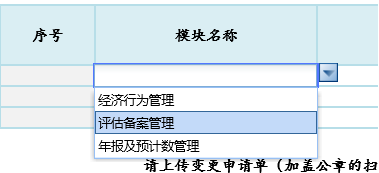 序号 模块名称
经济行为管理
评估备案管理
年报及预计数管理
请上传变更申请单（加盖公章的扫